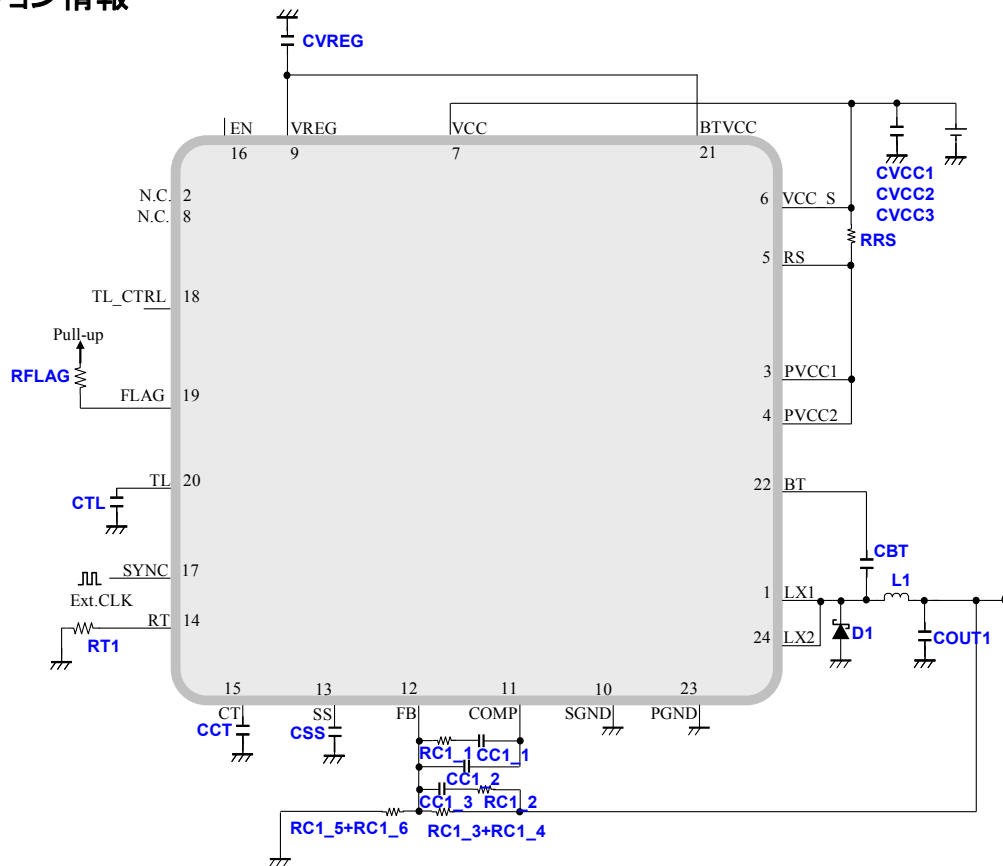 ション情報
CVREG
EN
VREG
VCC
BTVCC
16
9
7
21
CVCC1
CVCC2
CVCC3
N.C. 2
N.C. 8
6 VCC_S
RRS
5 RS
TL_CTRL 18
Pull-up
RFLAG
FLAG 19
3 PVCC1
4 PVCC2
TL 20
CTL
22 BT
CBT
SYNC 17
Ext.CLK
L1
1 LX1
RT 14
RT1
D1
COUT1
24 LX2
15
13
12
11
10
23
CT
SS
FB
COMP
SGND
PGND
CCT
CSS
RC1_1
CC1_1
CC1_2
CC1_3
RC1_2
RC1_5+RC1_6
RC1_3+RC1_4